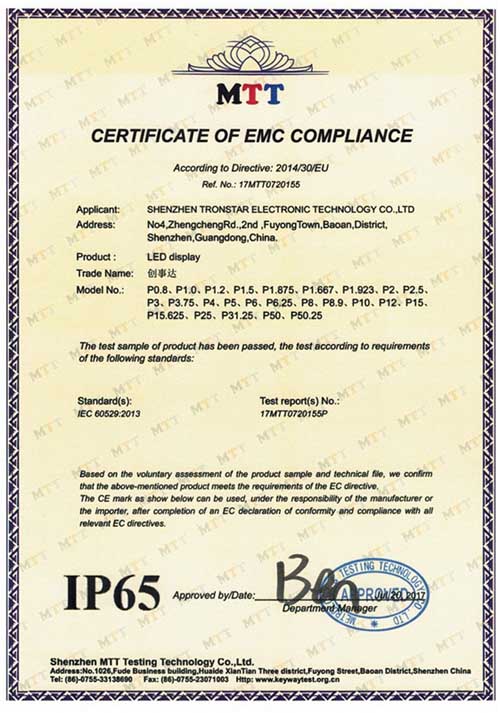 MTT
CERTIFICATE OF EMC COMPLIANCE
According to Directive: 2014/30/EU
Ref. No.: 17MTT0720155
Applicant: SHENZHEN TRONSTAR ELECTRONIC TECHNOLOGY CO.,LTD
Address: No4,ZhengchengRd.,2nd ,FuyongTown,Baoan,District,
Shenzhen,Guangdong,China.
Product : LED display
Trade Name: 创事达
Model No.: P0.8、P1.0、P1.2、P1.5、P1.875、P1.667、P1.923、P2、P2.5、
P3、P3.75、P4、P5、P6、P6.25、P8、P8.9、P10、P12、P15、
P15.625、P25、P31.25、P50、P50.25
The test sample of product has been passed, the test according to requirements
of the following standards:
Standard(s): Test report(s) No.:
IEC 60529:2013 17MTT0720155P
Based on the voluntary assessment of the product sample and technical file, we confirm
that the above-mentioned product meets the requirements of the EC directive.
The CE mark as show below can be used, under the responsibility of the manufacturer or
the importer, after completion of an EC declaration of conformity and compliance with all
relevant EC directives.
IP65
Approved by/Date: Ben Jul 20, 2017
Department Manager
TESTING TECHNOLOGY CO., LTD
APPROVED
Shenzhen MTT Testing Technology Co.,Ltd.
Address:No.1026,Fude Business building,Huaide XianTian Three district,Fuyong Street,Baoan District,Shenzhen China
Tel: (86)-0755-33138690 Fax: (86)-0755-23071003 Http: www.keywaytest.org.cn